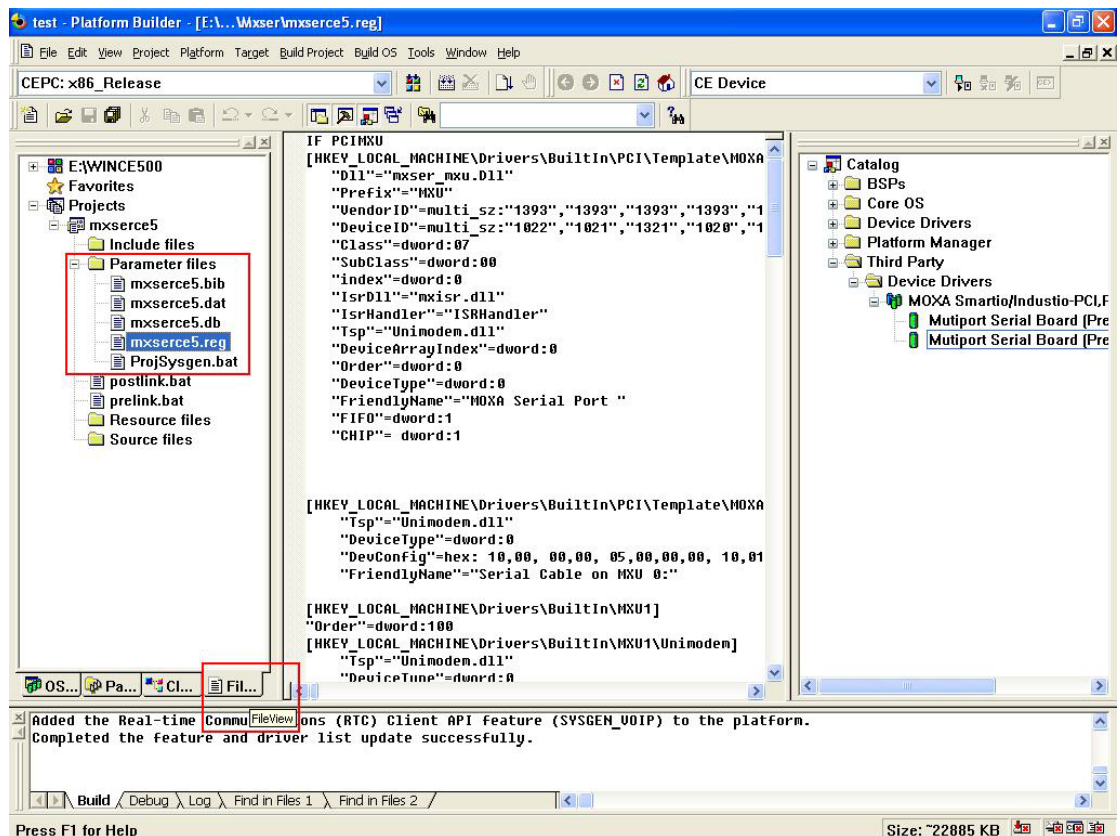 test - Platform Builder - [E:\...\Mxser\mxserce5.reg]
File Edit View Project Platform Target Build Project Build OS Tools Window Help
CEPC: x86_Release
CE Device
E:\WINCE500
Favorites
Projects
mxserce5
Include files
Parameter files
mxserce5.bib
mxserce5.dat
mxserce5.db
mxserce5.reg
ProjSysgen.bat
postlink.bat
prelink.bat
Resource files
Source files
OS...
Pa...
Cl...
Fil...
FileView
IF PCIMXU
[HKEY_LOCAL_MACHINE\Drivers\BuiltIn\PCI\Template\MOXA
"Dll"="mxser_mxu.Dll"
"Prefix"="MXU"
"VendorID"=multi_sz:"1393","1393","1393","1393","1
"DeviceID"=multi_sz:"1022","1021","1321","1020","1
"Class"=dword:07
"SubClass"=dword:00
"index"=dword:0
"IsrDll"="mxisr.dll"
"IsrHandler"="ISRHandler"
"Tsp"="Unimodem.dll"
"DeviceArrayIndex"=dword:0
"Order"=dword:0
"DeviceType"=dword:0
"FriendlyName"="MOXA Serial Port "
"FIFO"=dword:1
"CHIP"= dword:1
[HKEY_LOCAL_MACHINE\Drivers\BuiltIn\PCI\Template\MOXA
"Tsp"="Unimodem.dll"
"DeviceType"=dword:0
"DevConfig"=hex: 10,00, 00,00, 05,00,00,00, 10,01
"FriendlyName"="Serial Cable on MXU 0:"
[HKEY_LOCAL_MACHINE\Drivers\BuiltIn\MXU1]
"Order"=dword:100
[HKEY_LOCAL_MACHINE\Drivers\BuiltIn\MXU1\Unimodem]
"Tsp"="Unimodem.dll"
"DeviceType"=dword:0
Catalog
BSPs
Core OS
Device Drivers
Platform Manager
Third Party
Device Drivers
MOXA Smartio/Industio-PCI,F
Mutiport Serial Board (Pre
Mutiport Serial Board (Pre
Added the Real-time Commu ons (RTC) Client API feature (SYSGEN_VOIP) to the platform.
Completed the feature and driver list update successfully.
Build Debug Log Find in Files 1 Find in Files 2
Press F1 for Help
Size: ~22885 KB